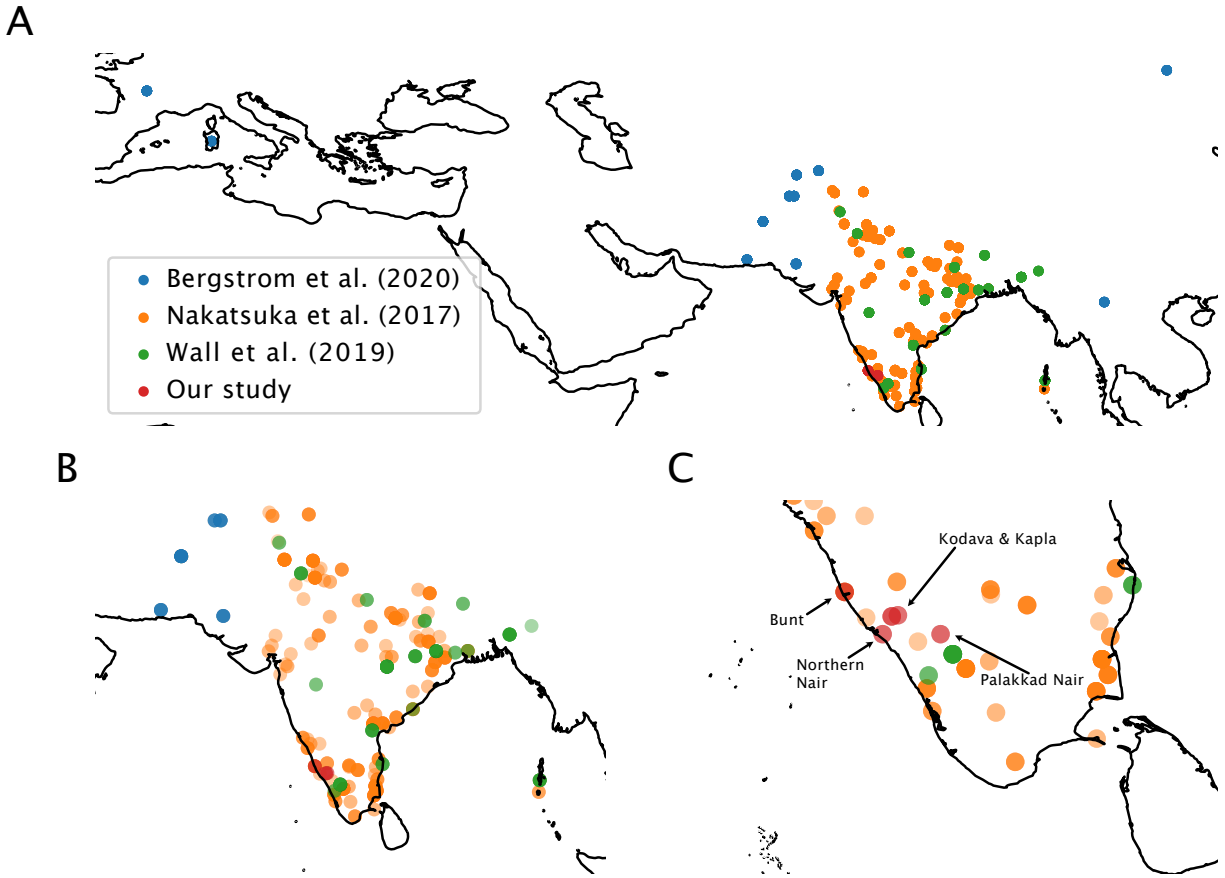 A
Bergstrom et al. (2020)
Nakatsuka et al. (2017)
Wall et al. (2019)
Our study
B
C
Kodava & Kapla
Bunt
Northern
Nair
Palakkad Nair